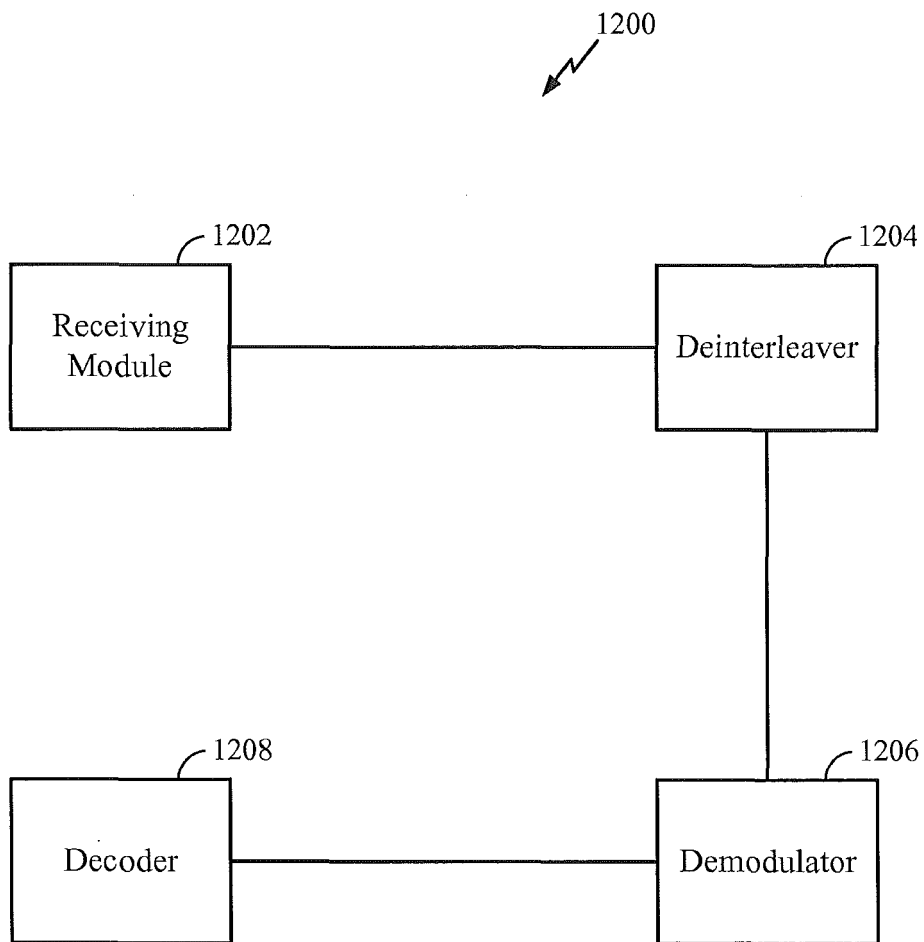 1200
1202
1204
Receiving
Module
Deinterleaver
1208
1206
Decoder
Demodulator